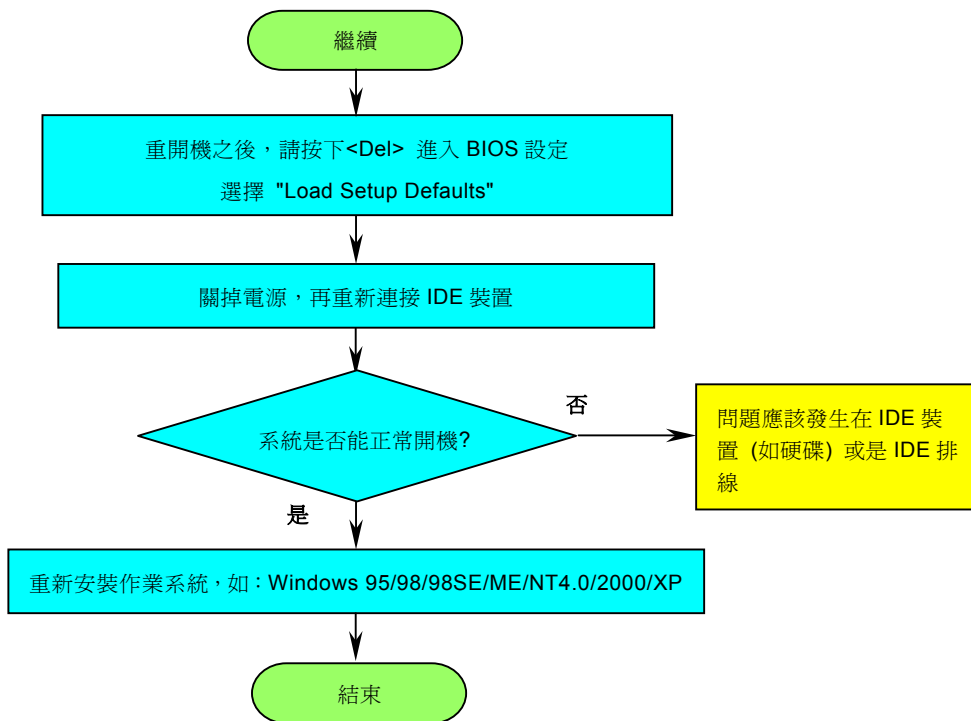 繼續
重開機之後，請按下<Del> 進入 BIOS 設定
選擇 "Load Setup Defaults"
關掉電源，再重新連接 IDE 裝置
系統是否能正常開機?
否
問題應該發生在 IDE 裝
置 (如硬碟) 或是 IDE 排
線
是
重新安裝作業系統，如：Windows 95/98/98SE/ME/NT4.0/2000/XP
結束